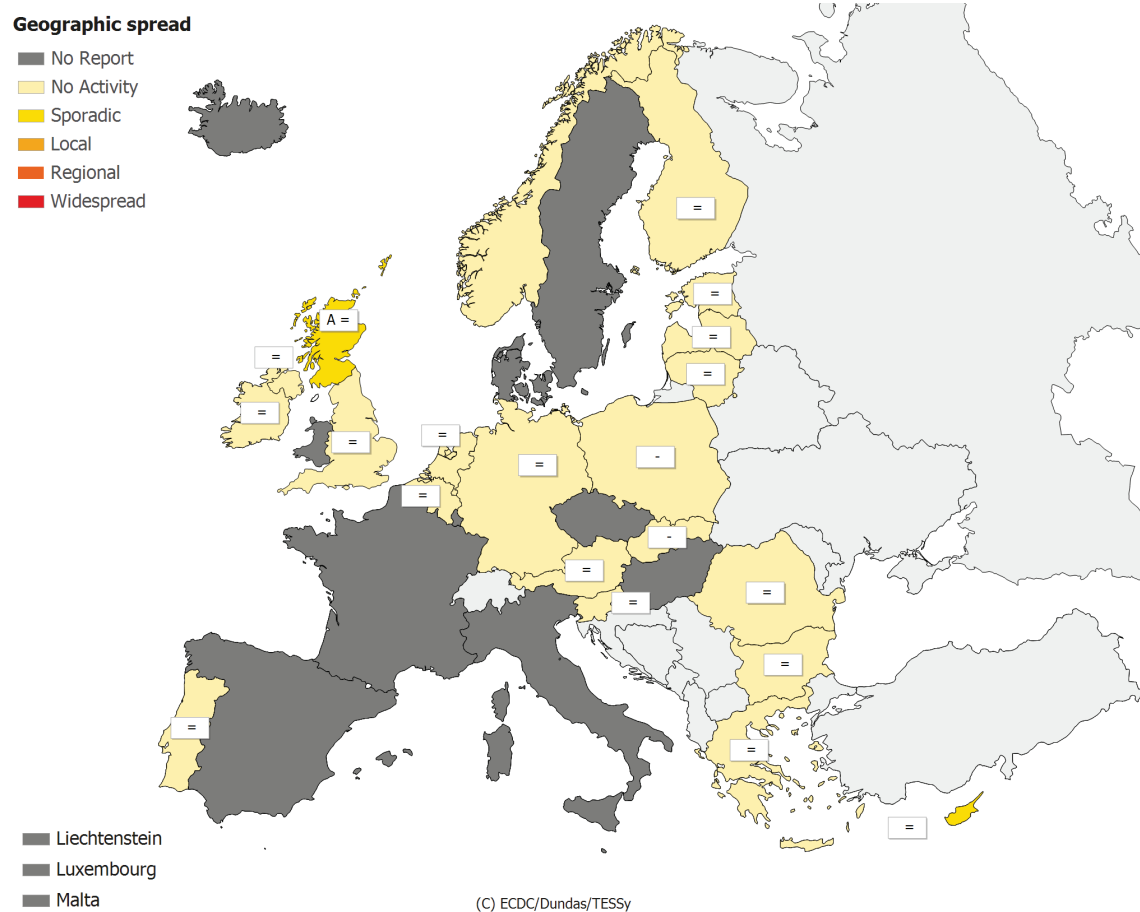 Geographic spread
No Report
No Activity
Sporadic
Local
Regional
Widespread
=
=
A =
=
=
=
=
=
=
=
=
-
=
-
=
=
=
=
=
=
=
Liechtenstein
Luxembourg
Malta
(C) ECDC/Dundas/TESSy